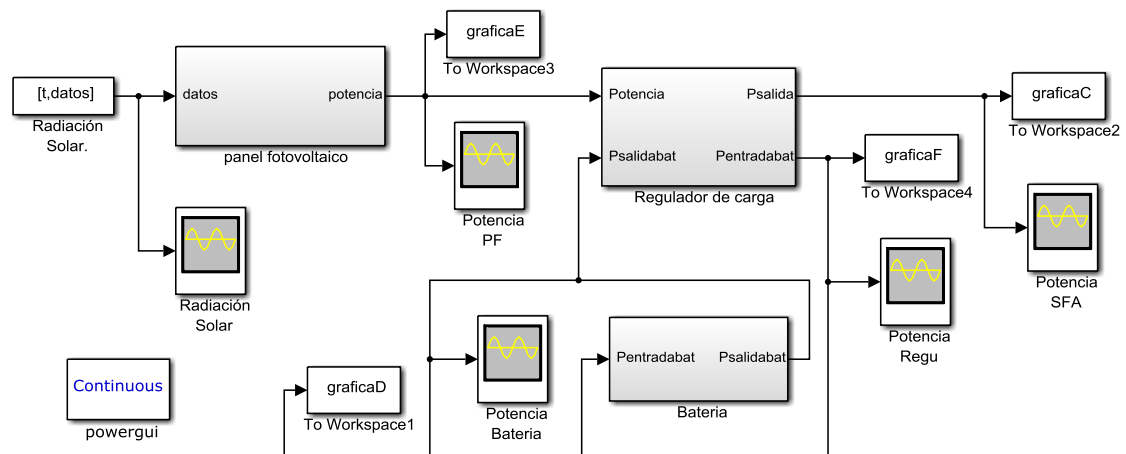 graficaE
To Workspace3
[t,datos]
Radiación
Solar.
datos
potencia
panel fotovoltaico
Potencia
PF
Potencia
Psalida
Psalidabat
Pentradabat
Regulador de carga
graficaC
To Workspace2
graficaF
To Workspace4
Potencia
SFA
Radiación
Solar
Potencia
Regu
Continuous
powergui
graficaD
To Workspace1
Potencia
Bateria
Pentradabat
Psalidabat
Bateria